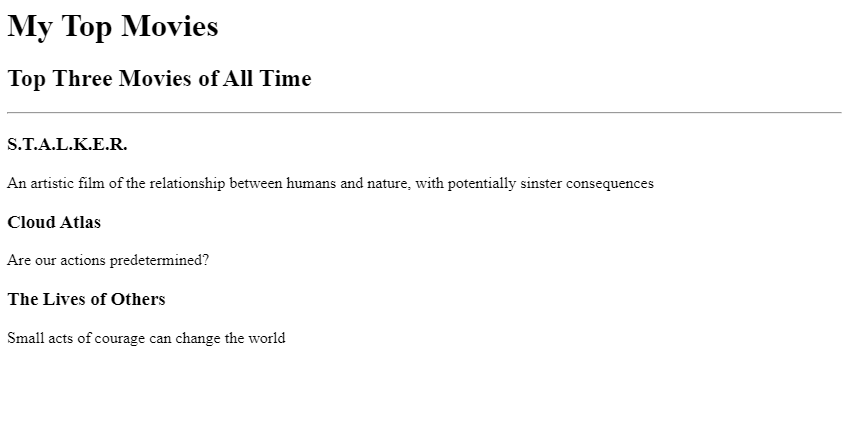 My Top Movies
Top Three Movies of All Time
S.T.A.L.K.E.R.
An artistic film of the relationship between humans and nature, with potentially sinster consequences
Cloud Atlas
Are our actions predetermined?
The Lives of Others
Small acts of courage can change the world